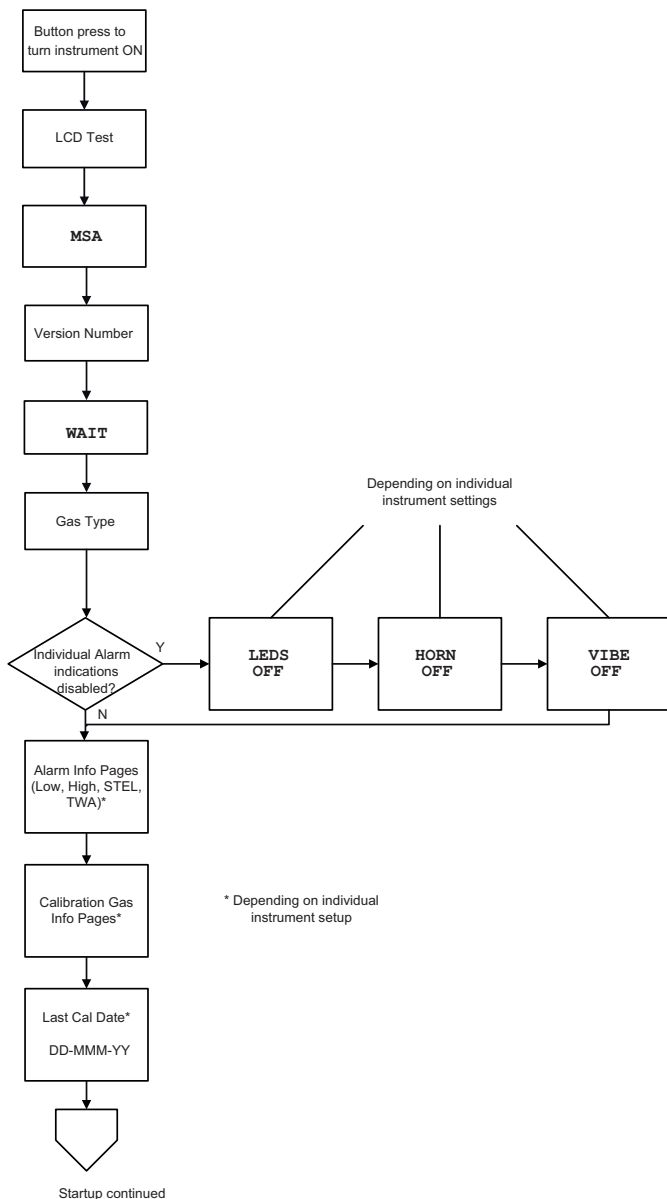 Button press to
turn instrument ON
LCD Test
MSA
Version Number
WAIT
Gas Type
Depending on individual
instrument settings
Individual Alarm
indications
disabled?
Y
LEDS
OFF
HORN
OFF
VIBE
OFF
N
Alarm Info Pages
(Low, High, STEL,
TWA)*
Calibration Gas
Info Pages*
* Depending on individual
instrument setup
Last Cal Date*
DD-MMM-YY
Startup continued